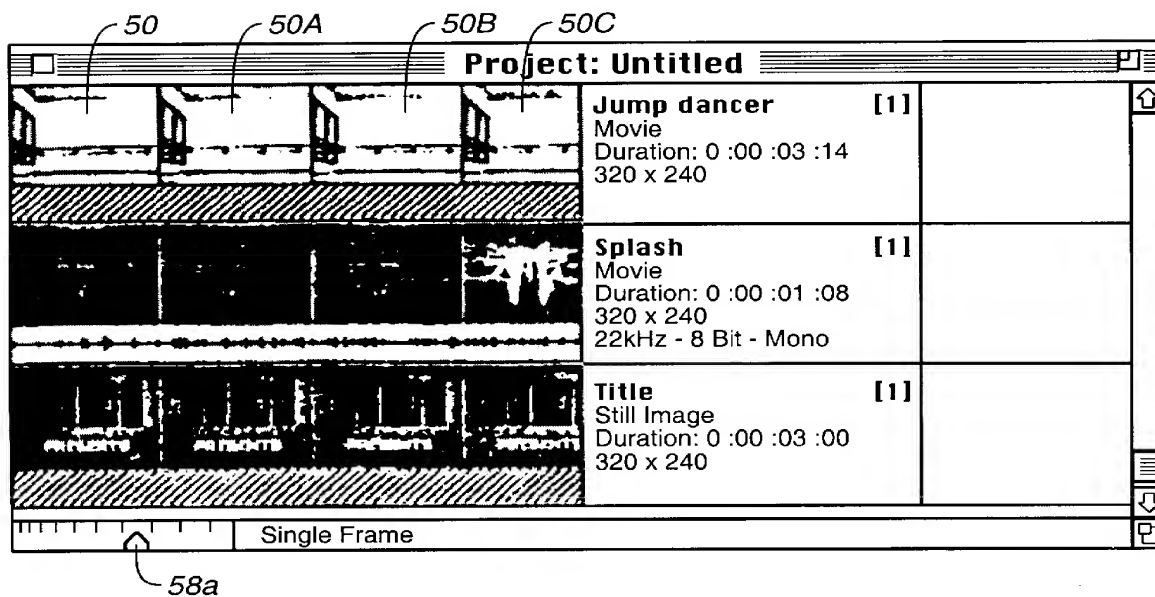 50 50A 50B 50C
Project: Untitled
Jump dancer [1]
Movie
Duration: 0 :00 :03 :14
320 x 240
Splash [1]
Movie
Duration: 0 :00 :01 :08
320 x 240
22kHz - 8 Bit - Mono
Title [1]
Still Image
Duration: 0 :00 :03 :00
320 x 240
Single Frame
58a